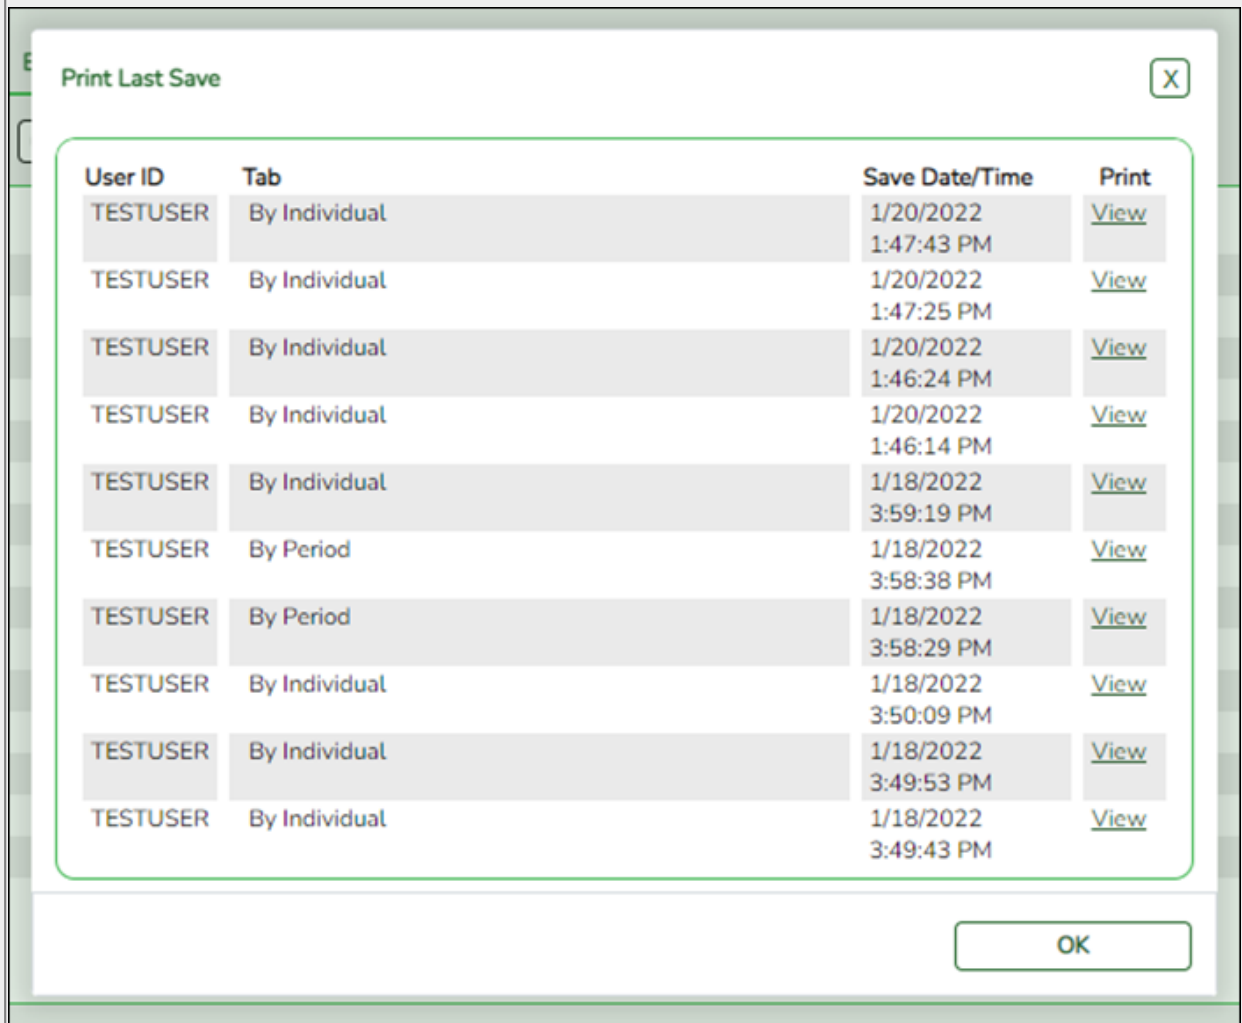 Print Last Save
X
User ID Tab Save Date/Time Print
TESTUSER By Individual 1/20/2022 View
1:47:43 PM
TESTUSER By Individual 1/20/2022 View
1:47:25 PM
TESTUSER By Individual 1/20/2022 View
1:46:24 PM
TESTUSER By Individual 1/20/2022 View
1:46:14 PM
TESTUSER By Individual 1/18/2022 View
3:59:19 PM
TESTUSER By Period 1/18/2022 View
3:58:38 PM
TESTUSER By Period 1/18/2022 View
3:58:29 PM
TESTUSER By Individual 1/18/2022 View
3:50:09 PM
TESTUSER By Individual 1/18/2022 View
3:49:53 PM
TESTUSER By Individual 1/18/2022 View
3:49:43 PM
OK